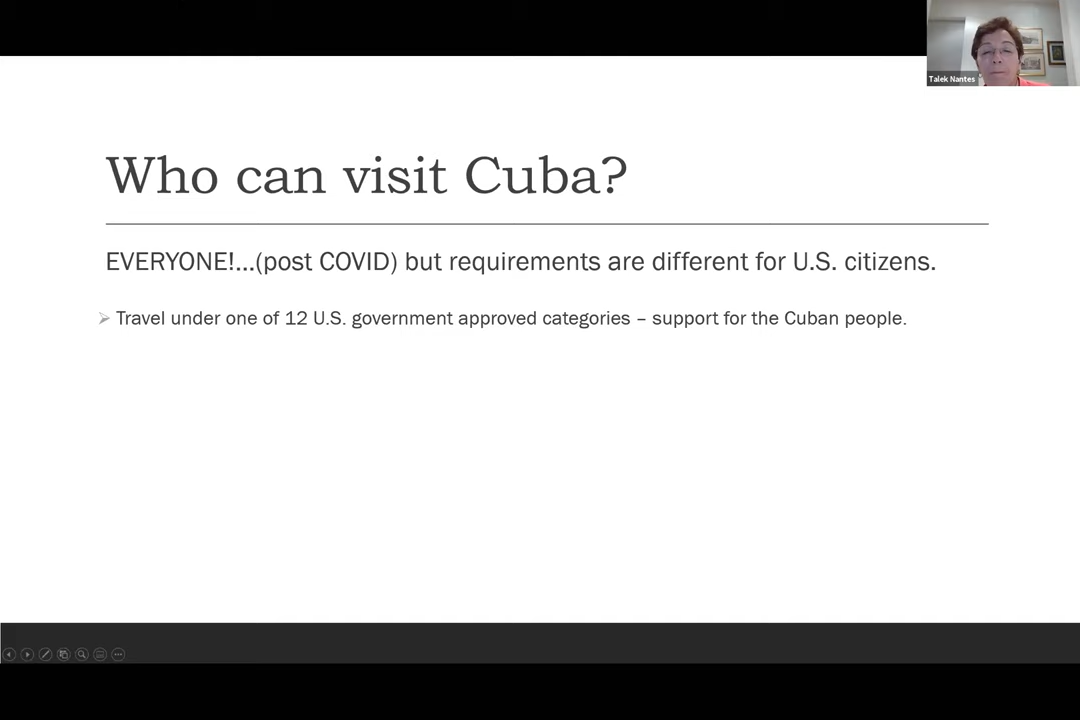 Talek Nantes
Who can visit Cuba?
EVERYONE!...(post COVID) but requirements are different for U.S. citizens.
Travel under one of 12 U.S. government approved categories – support for the Cuban people.